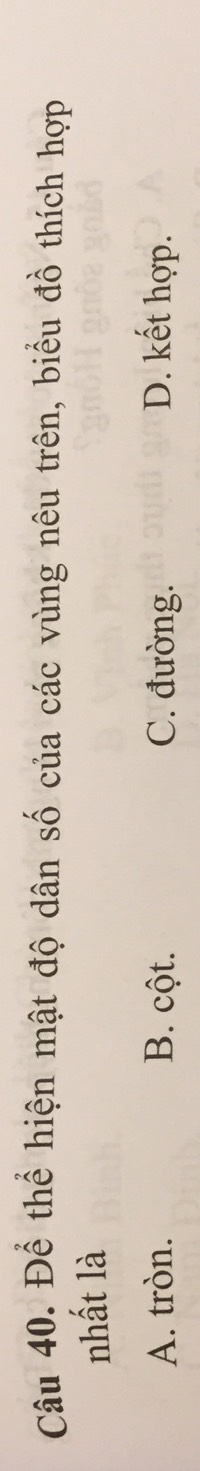 Câu 40. Để thể hiện mật độ dân số của các vùng nêu trên, biểu đồ thích hợp
nhất là
A. tròn. B. cột. C. đường. D. kết hợp.